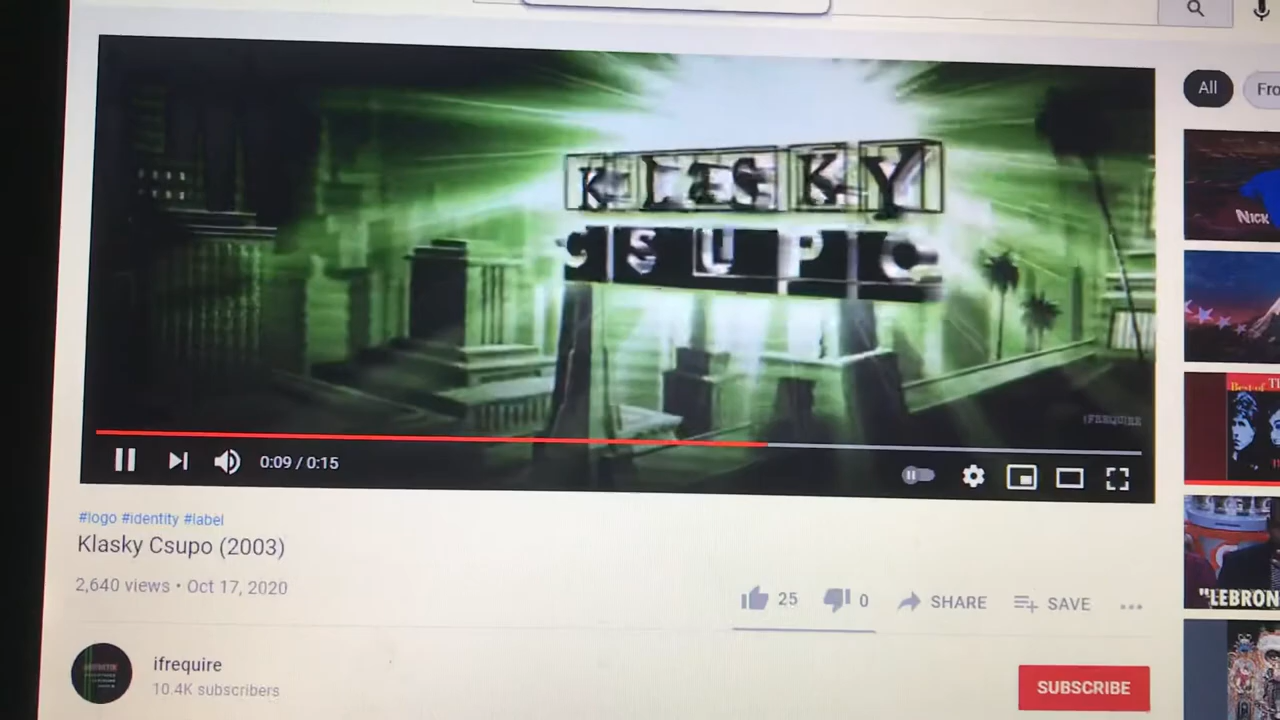 All
Fro
KLASKY
CSUPO
NICK
IFREQUIRE
0:09 / 0:15
#logo #identity #label
Klasky Csupo (2003)
2,640 views • Oct 17, 2020
25
0
SHARE
SAVE
"LEBRON
ifrequire
10.4K subscribers
SUBSCRIBE